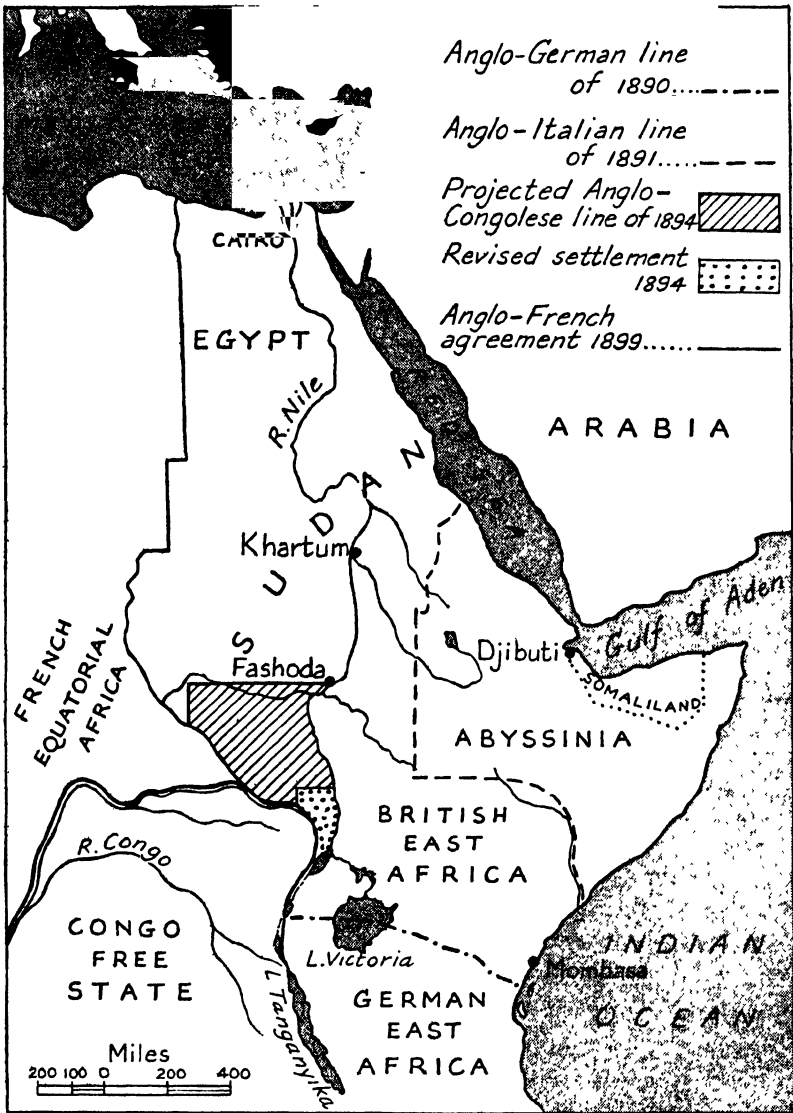 Anglo-German line
of 1890....
Anglo-Italian line
of 1891.....
Projected Anglo-
Congolese line of 1894
Revised settlement
1894
Anglo-French
agreement 1899......
CAIRO
EGYPT
R. Nile
ARABIA
SUDAN
Khartum
Gulf of Aden
Djibuti
SOMALILAND
Fashoda
FRENCH
EQUATORIAL
AFRICA
ABYSSINIA
BRITISH
EAST
AFRICA
R. Congo
CONGO
FREE
STATE
L. Victoria
INDIAN
OCEAN
Mombasa
L. Tanganyika
GERMAN
EAST
AFRICA
Miles
200 100 0 200 400